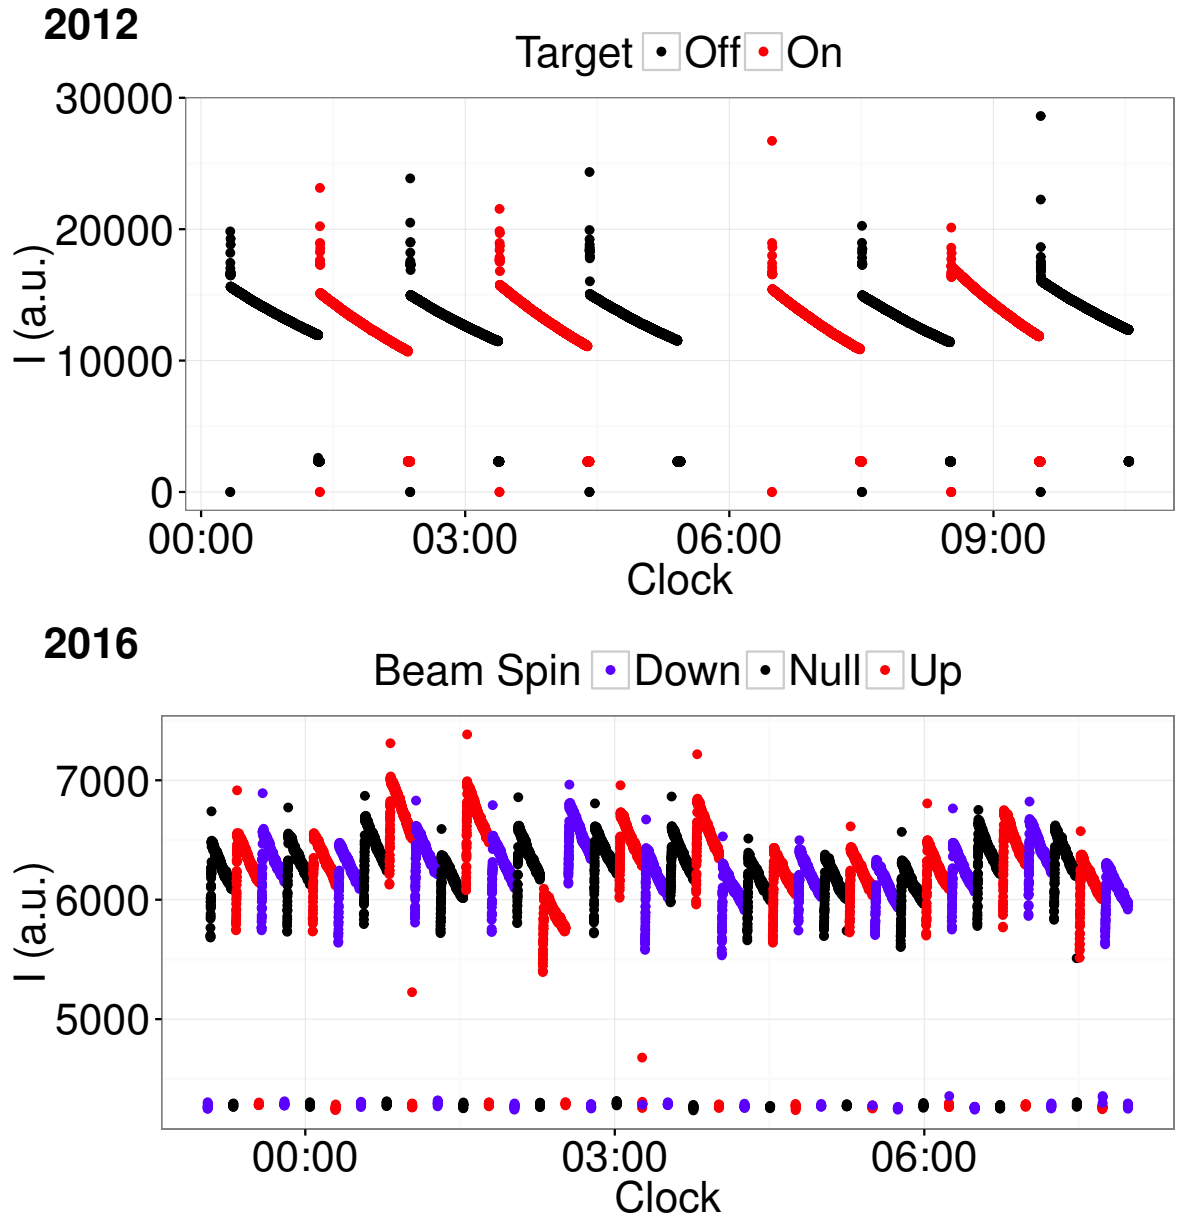 2012
Target Off On
30000
20000
10000
0
I (a.u.)
00:00 03:00 06:00 09:00
Clock
2016
Beam Spin Down Null Up
7000
6000
5000
I (a.u.)
00:00 03:00 06:00
Clock